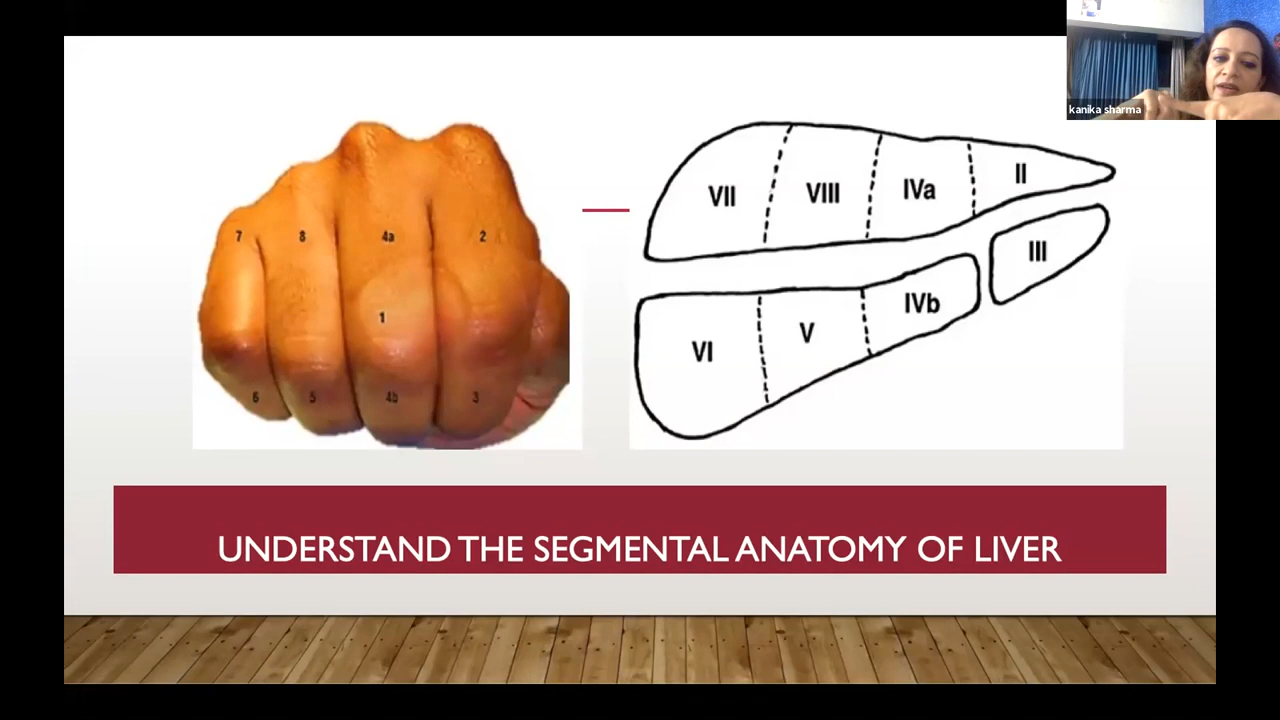 kanika sharma
7 8 4a 2
1
6 5 4b 3
VII VIII IVa II
III
VI V IVb
UNDERSTAND THE SEGMENTAL ANATOMY OF LIVER